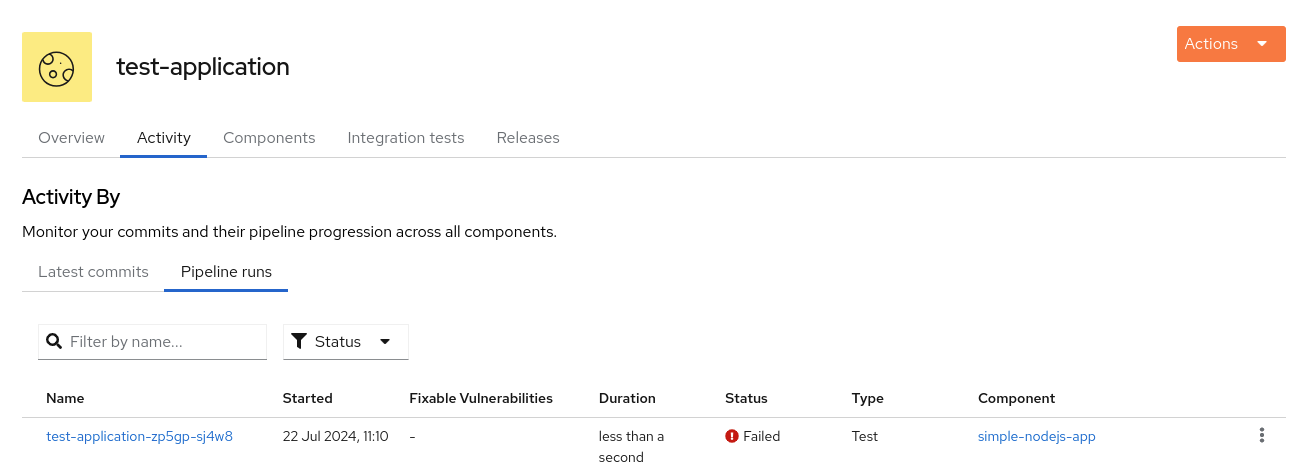 test-application
Actions
Overview Activity Components Integration tests Releases
Activity By
Monitor your commits and their pipeline progression across all components.
Latest commits Pipeline runs
Filter by name... Status
Name Started Fixable Vulnerabilities Duration Status Type Component
test-application-zp5gp-sj4w8 22 Jul 2024, 11:10 - less than a Failed Test simple-nodejs-app
second